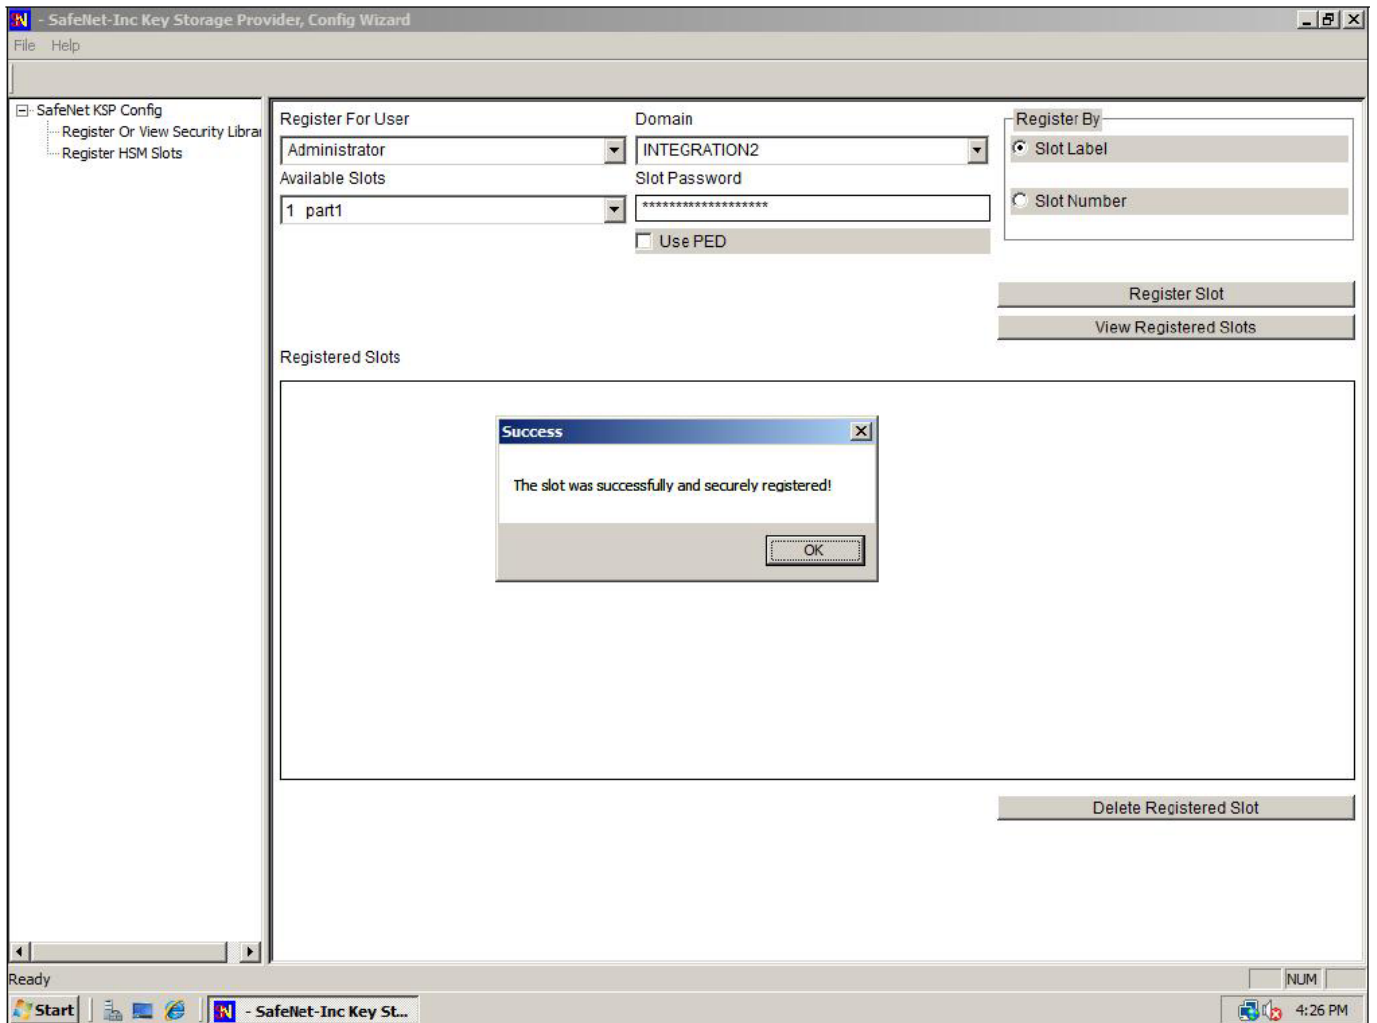 - SafeNet-Inc Key Storage Provider, Config Wizard
File Help
SafeNet KSP Config
Register Or View Security Librar
Register HSM Slots
Register For User
Domain
Register By
Administrator
INTEGRATION2
Slot Label
Available Slots
Slot Password
1 part1
*******************
Slot Number
Use PED
Register Slot
View Registered Slots
Registered Slots
Success
The slot was successfully and securely registered!
OK
Delete Registered Slot
Ready
NUM
Start
- SafeNet-Inc Key St...
4:26 PM